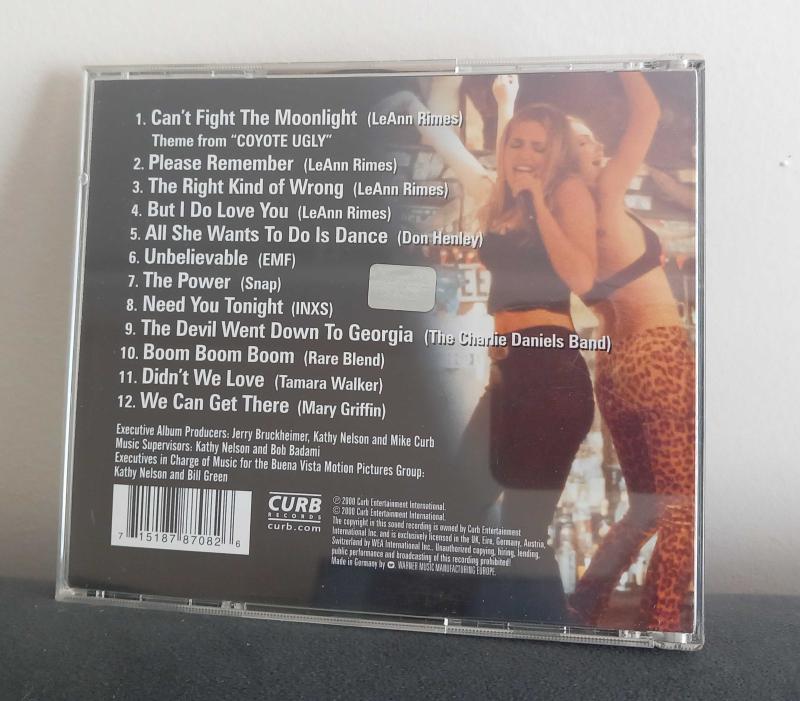 1. Can't Fight The Moonlight (LeAnn Rimes)
Theme from "COYOTE UGLY"
2. Please Remember (LeAnn Rimes)
3. The Right Kind of Wrong (LeAnn Rimes)
4. But I Do Love You (LeAnn Rimes)
5. All She Wants To Do Is Dance (Don Henley)
6. Unbelievable (EMF)
7. The Power (Snap)
8. Need You Tonight (INXS)
9. The Devil Went Down To Georgia (The Charlie Daniels Band)
10. Boom Boom Boom (Rare Blend)
11. Didn't We Love (Tamara Walker)
12. We Can Get There (Mary Griffin)
Executive Album Producers: Jerry Bruckheimer, Kathy Nelson and Mike Curb
Music Supervisors: Kathy Nelson and Bob Badami
Executives in Charge of Music for the Buena Vista Motion Pictures Group:
Kathy Nelson and Bill Green
7 15187 87082 6
CURB
RECORDS
curb.com
℗ 2000 Curb Entertainment International.
© 2000 Curb Entertainment International.
The copyright in this sound recording is owned by Curb Entertainment
International Inc. and is exclusively licensed in the UK, Eire, Germany, Austria,
Switzerland by WEA International Inc.. Unauthorized copying, hiring, lending,
public performance and broadcasting of this recording prohibited!
Made in Germany by WARNER MUSIC MANUFACTURING EUROPE.